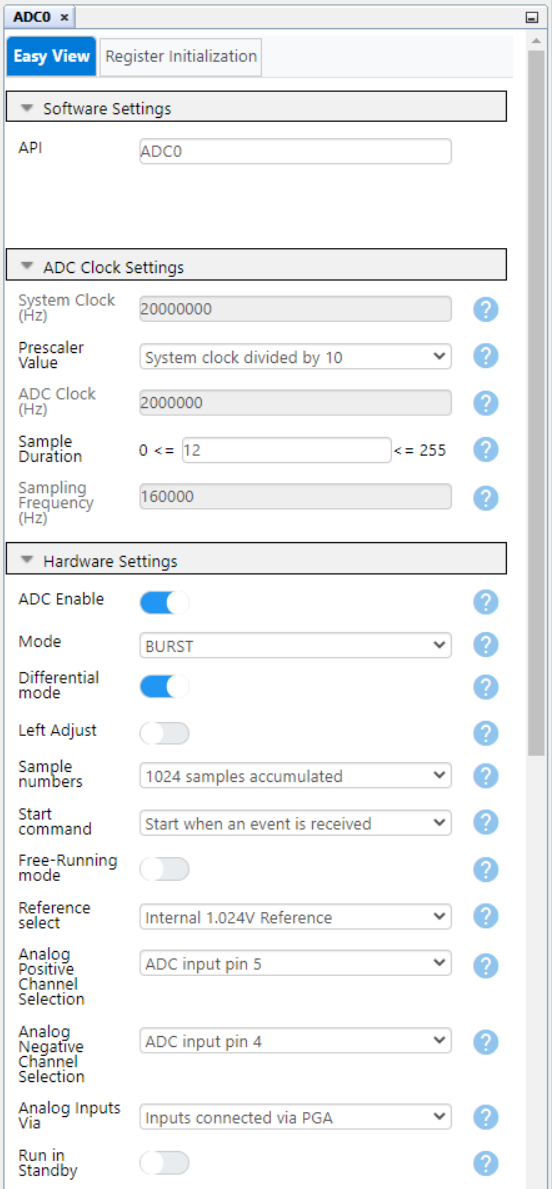 ADC0 ×
Easy View
Register Initialization
Software Settings
API
ADC0
ADC Clock Settings
System Clock
(Hz)
20000000
?
Prescaler
Value
System clock divided by 10
?
ADC Clock
(Hz)
2000000
?
Sample
Duration
0 <= 12 <= 255
?
Sampling
Frequency
(Hz)
160000
?
Hardware Settings
ADC Enable
?
Mode
BURST
?
Differential
mode
?
Left Adjust
?
Sample
numbers
1024 samples accumulated
?
Start
command
Start when an event is received
?
Free-Running
mode
?
Reference
select
Internal 1.024V Reference
?
Analog
Positive
Channel
Selection
ADC input pin 5
?
Analog
Negative
Channel
Selection
ADC input pin 4
?
Analog Inputs
Via
Inputs connected via PGA
?
Run in
Standby
?